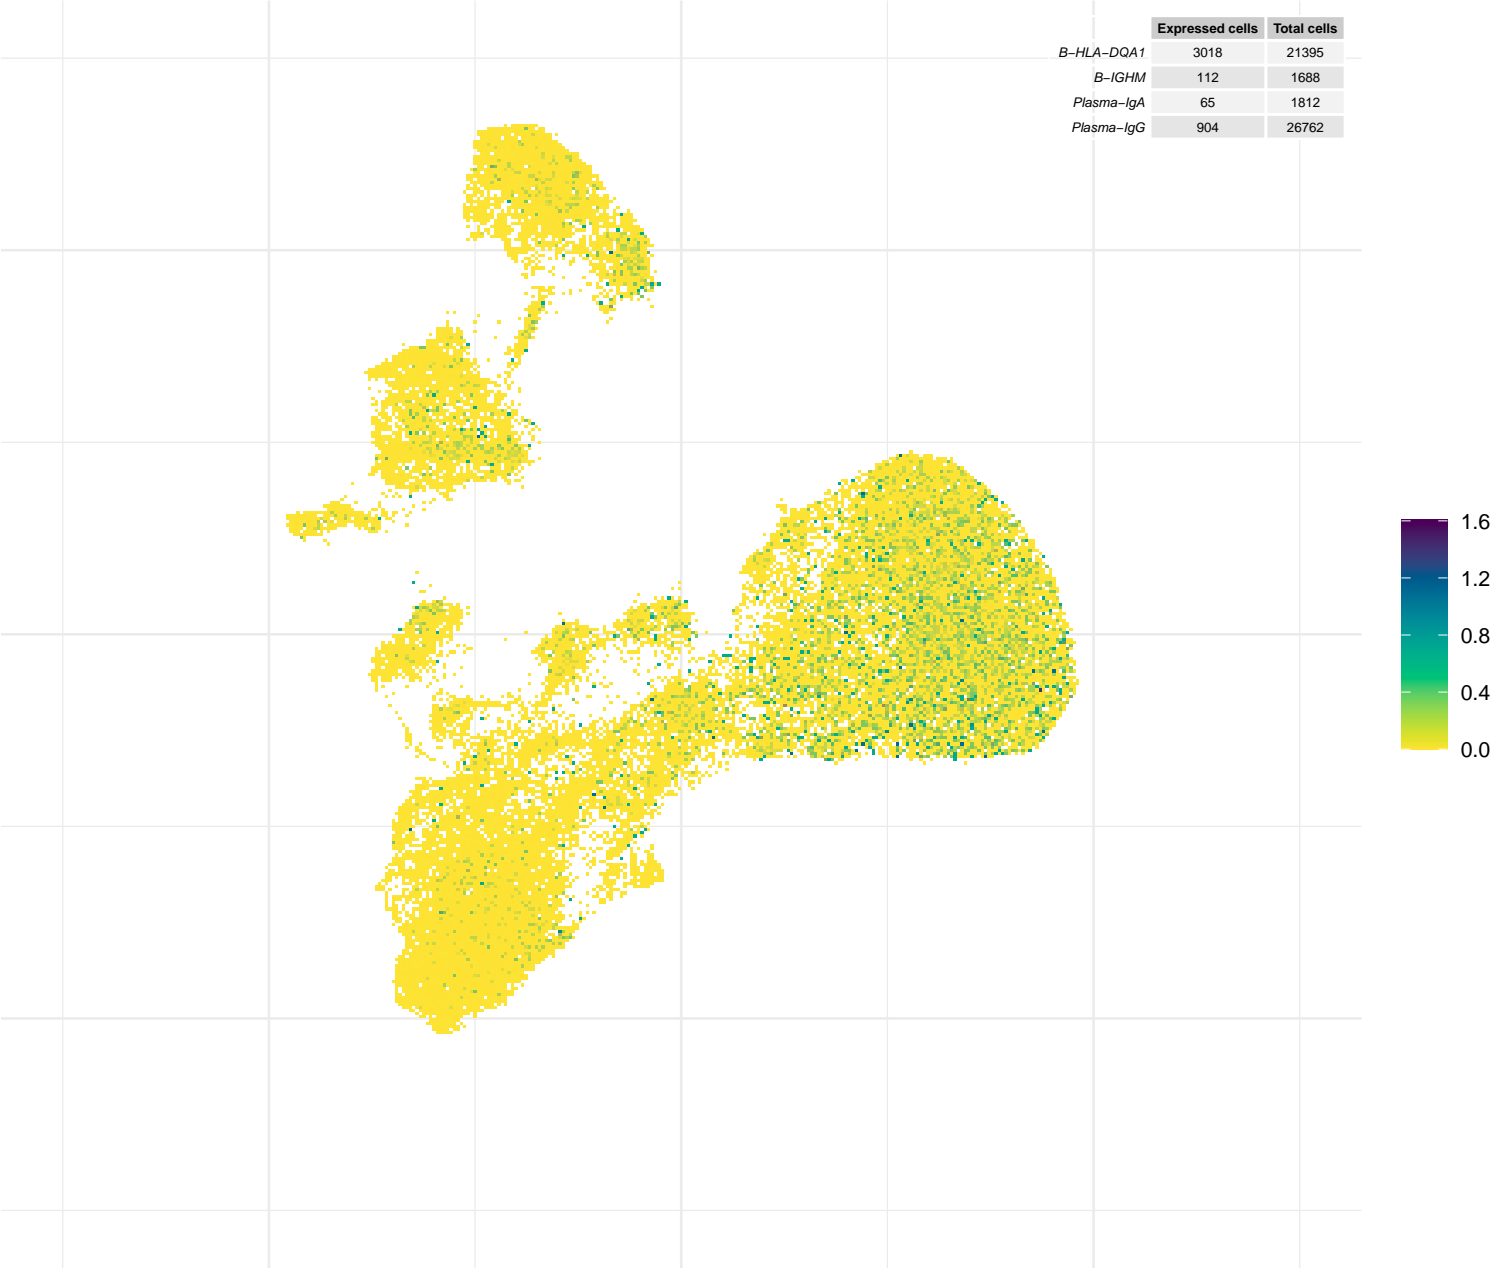 Expressed cells Total cells
B−HLA−DQA1 3018 21395
B−IGHM 112 1688
Plasma−IgA 65 1812
Plasma−IgG 904 26762
1.6
1.2
0.8
0.4
0.0